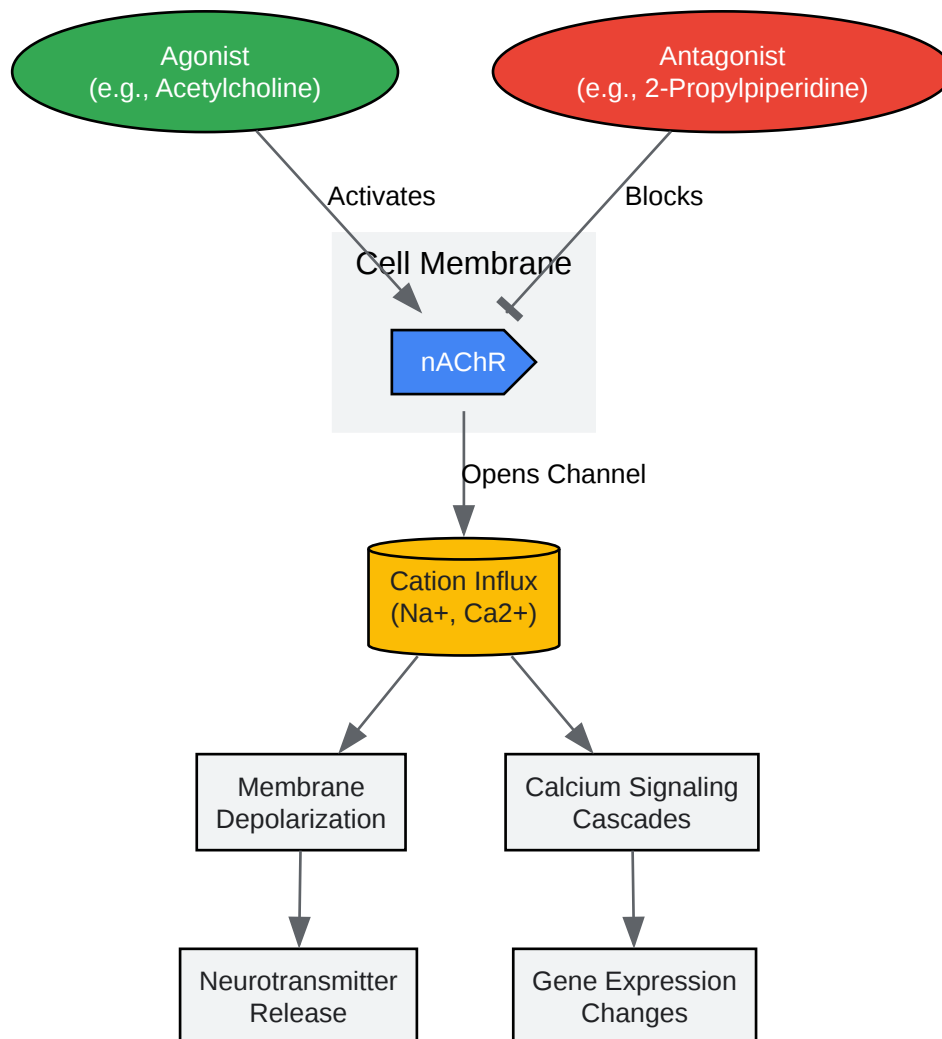 Agonist
(e.g., Acetylcholine)
Antagonist
(e.g., 2-Propylpiperidine)
Activates
Blocks
Cell Membrane
nAChR
Opens Channel
Cation Influx
(Na+, Ca2+)
Membrane
Depolarization
Calcium Signaling
Cascades
Neurotransmitter
Release
Gene Expression
Changes